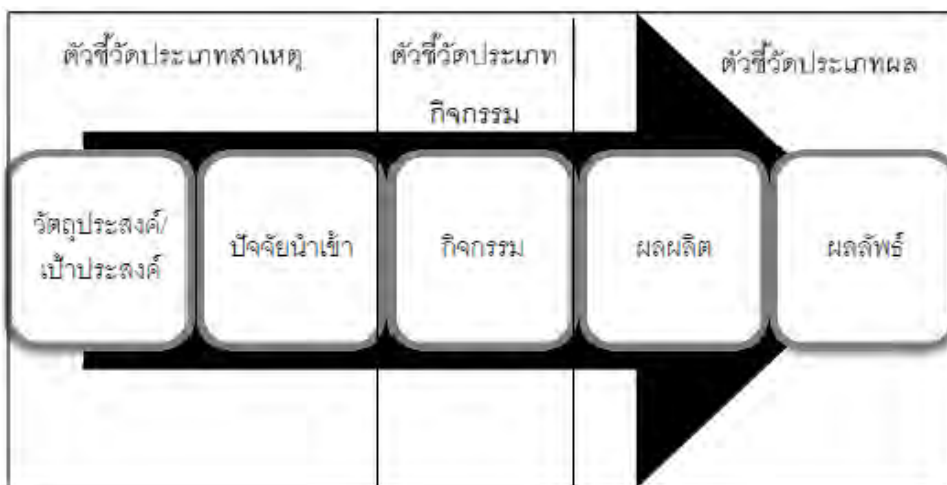 ตัวชี้วัดประเภทสาเหตุ
ตัวชี้วัดประเภท
กิจกรรม
ตัวชี้วัดประเภทผล
วัตถุประสงค์/
เป้าประสงค์
ปัจจัยนำเข้า
กิจกรรม
ผลผลิต
ผลลัพธ์